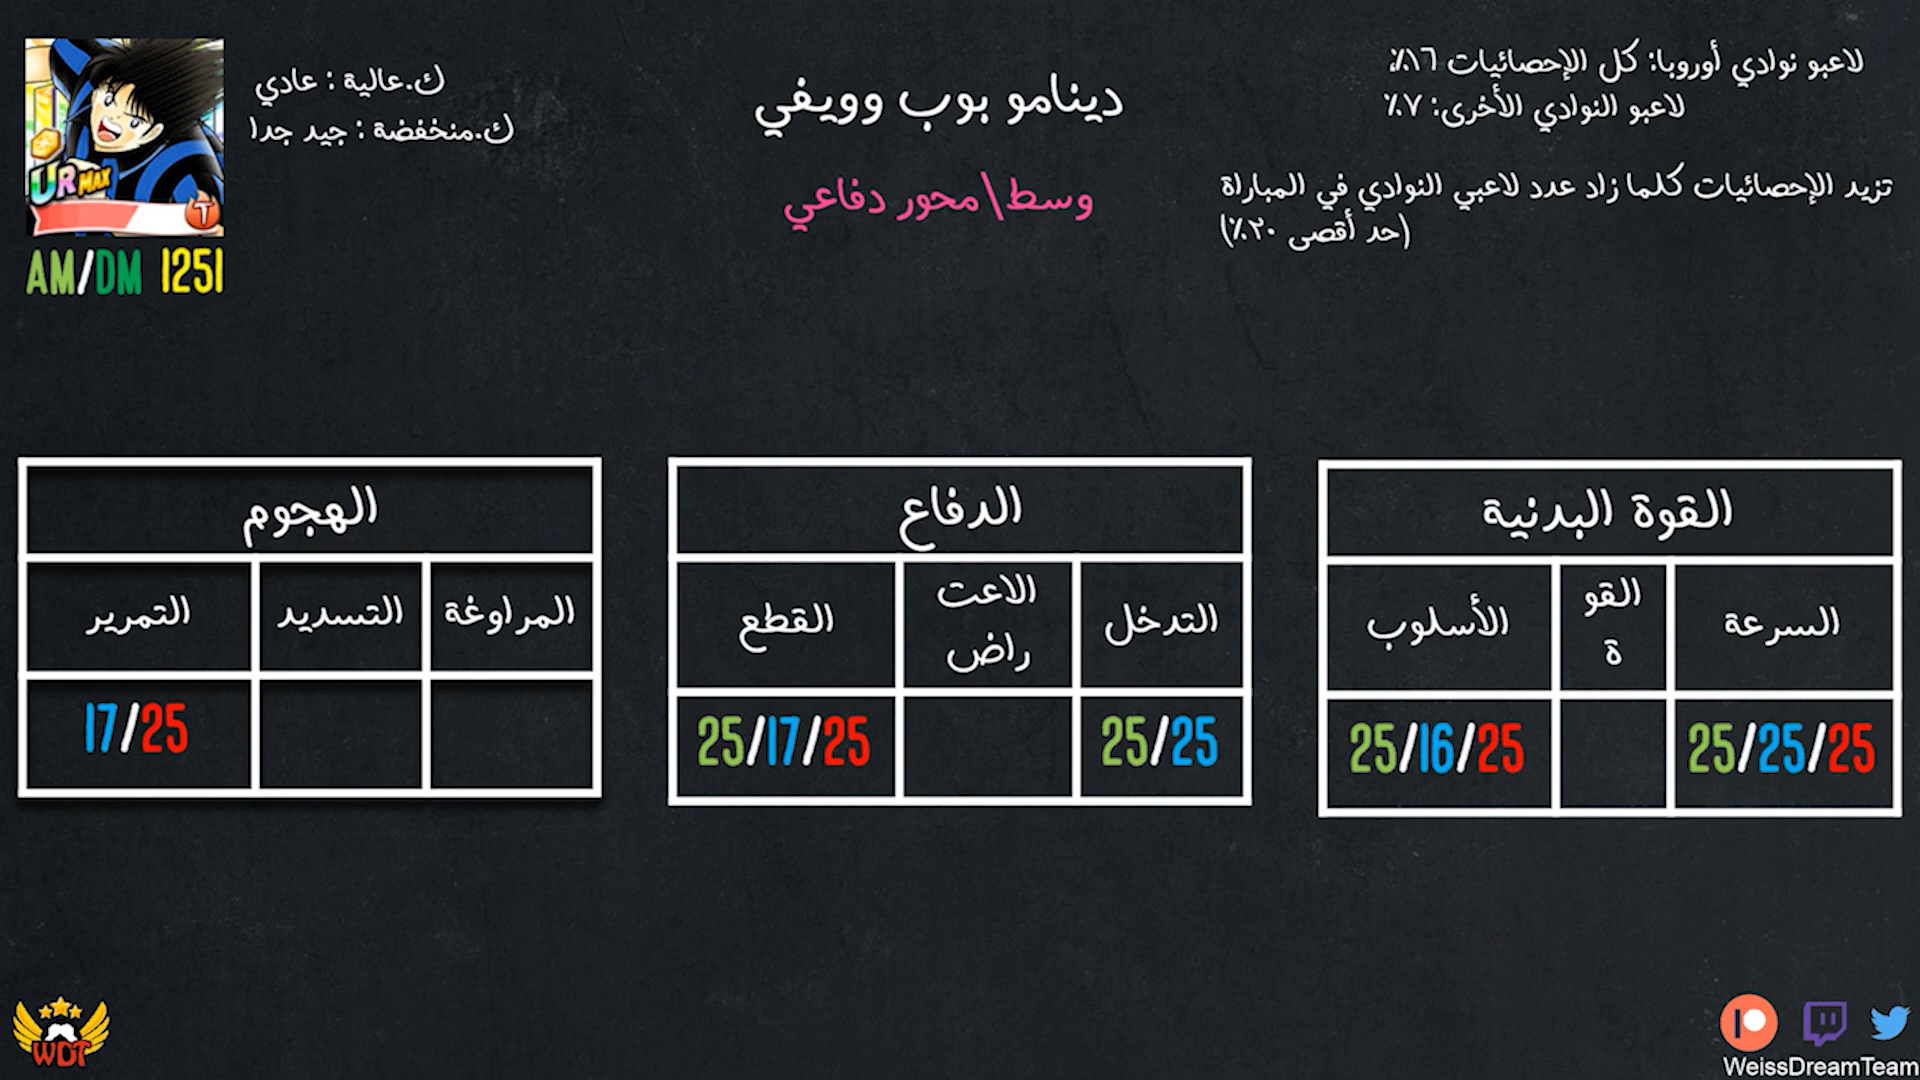 ك.عالية : عادي
ك.منخفضة : جيد جدا
UR MAX
T
AM/DM 1251
دينامو بوب وويفي
وسط\محور دفاعي
لاعبو نوادي أوروبا: كل الإحصائيات ١٦٪
لاعبو النوادي الأخرى: ٧٪
تزيد الإحصائيات كلما زاد عدد لاعبي النوادي في المباراة
(حد أقصى ٢٠٪)
الهجوم
المراوغة
التسديد
التمرير
17/25
الدفاع
التدخل
الاعت
راض
القطع
25/25
25/17/25
القوة البدنية
السرعة
القو
ة
الأسلوب
25/25/25
25/16/25
WDT
WeissDreamTeam